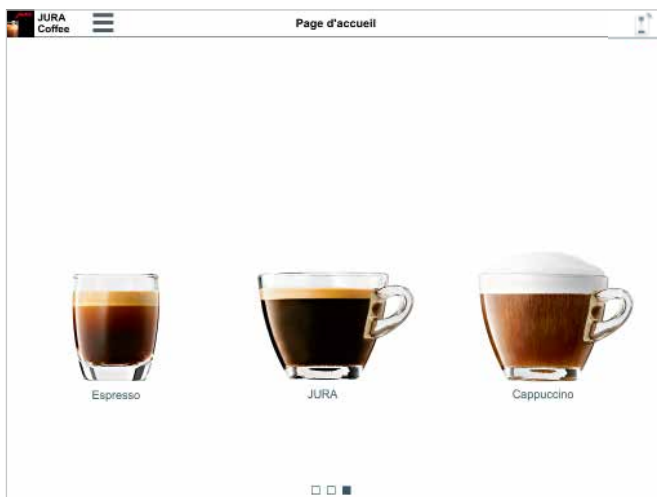 JURA
Coffee
Page d'accueil
Espresso
JURA
Cappuccino